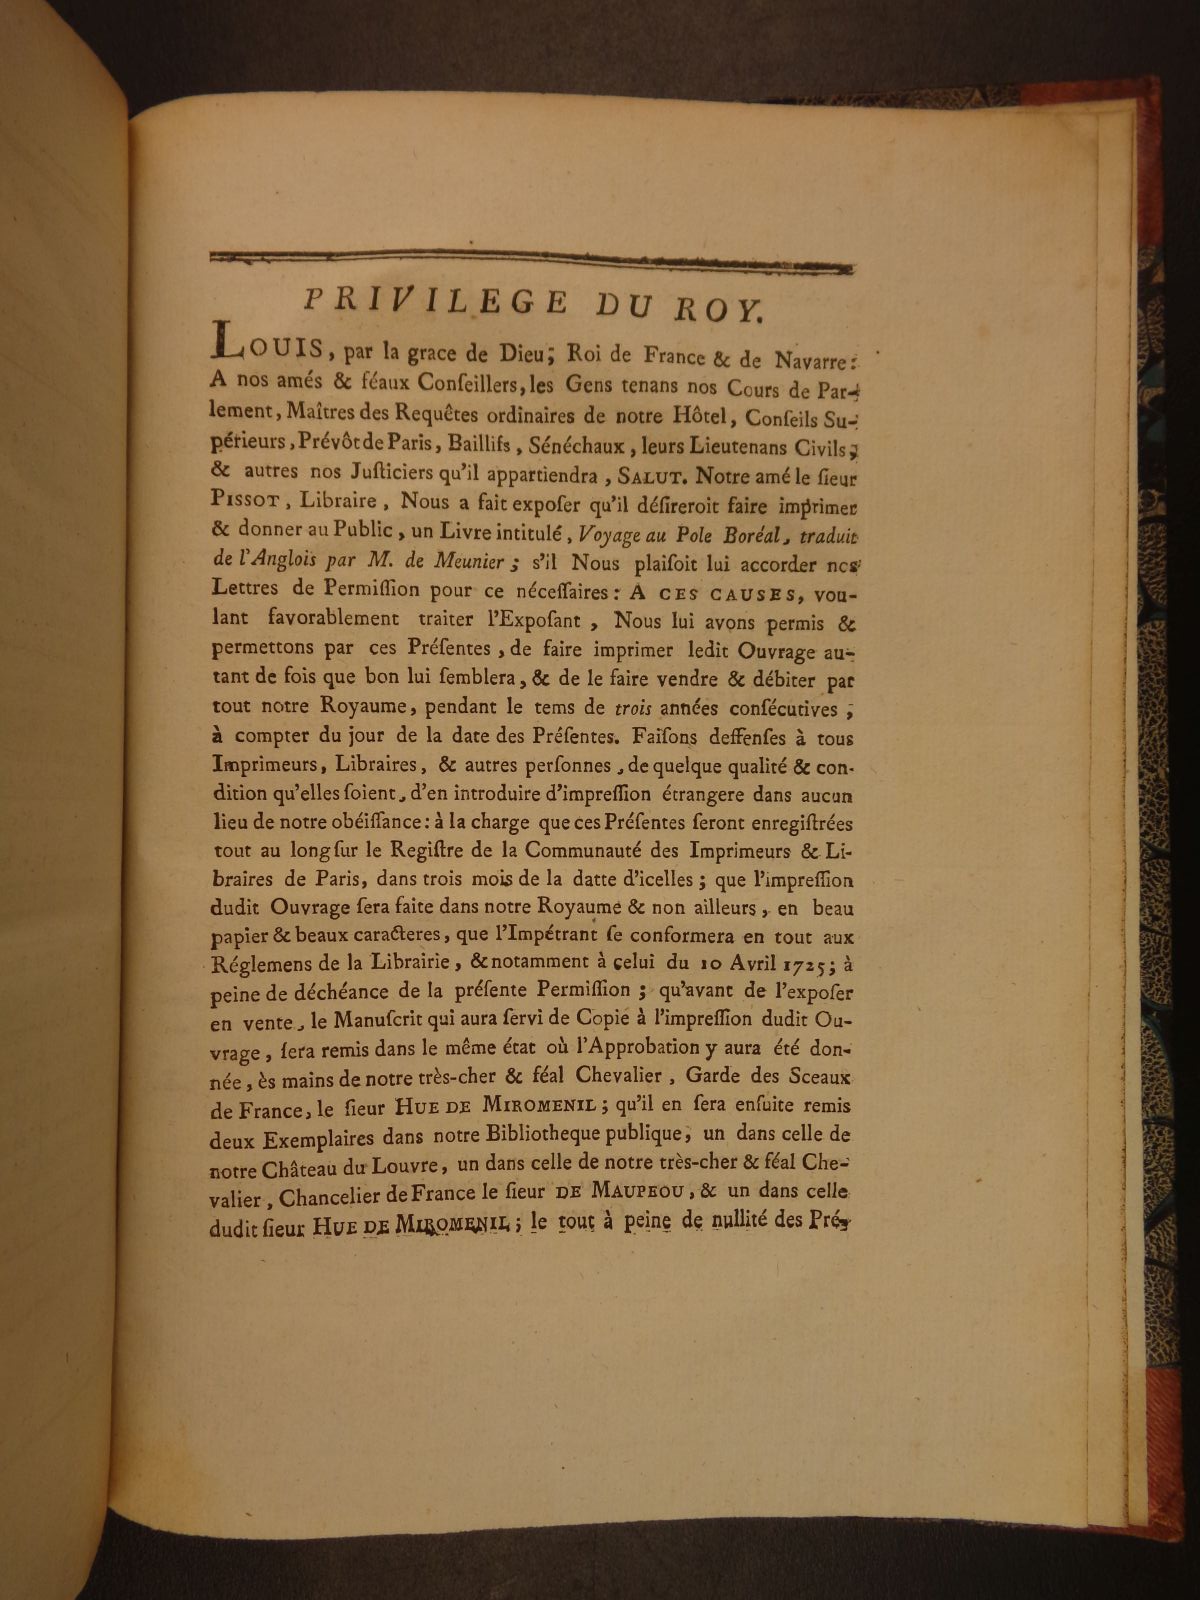 PRIVILEGE DU ROY.
LOUIS, par la grace de Dieu; Roi de France & de Navarre:
A nos amés & féaux Conſeillers, les Gens tenans nos Cours de Par-
lement, Maîtres des Requêtes ordinaires de notre Hôtel, Conſeils Su-
périeurs, Prévôt de Paris, Baillifs, Sénéchaux, leurs Lieutenans Civils,
& autres nos Juſticiers qu'il appartiendra, SALUT. Notre amé le ſieur
PISSOT, Libraire, Nous a fait expoſer qu'il déſireroit faire imprimer
& donner au Public, un Livre intitulé, Voyage au Pole Boréal, traduit
de l'Anglois par M. de Meunier; s'il Nous plaiſoit lui accorder nos
Lettres de Permiſſion pour ce néceſſaires: A CES CAUSES, vou-
lant favorablement traiter l'Expoſant, Nous lui avons permis &
permettons par ces Préſentes, de faire imprimer ledit Ouvrage au-
tant de fois que bon lui ſemblera, & de le faire vendre & débiter par
tout notre Royaume, pendant le tems de trois années conſécutives;
à compter du jour de la date des Préſentes. Faiſons deffenſes à tous
Imprimeurs, Libraires, & autres perſonnes, de quelque qualité & con-
dition qu'elles ſoient, d'en introduire d'impreſſion étrangere dans aucun
lieu de notre obéiſſance: à la charge que ces Préſentes ſeront enregiſtrées
tout au long ſur le Regiſtre de la Communauté des Imprimeurs & Li-
braires de Paris, dans trois mois de la datte d'icelles; que l'impreſſion
dudit Ouvrage ſera faite dans notre Royaume & non ailleurs, en beau
papier & beaux caracteres, que l'Impétrant ſe conformera en tout aux
Réglemens de la Librairie, & notamment à celui du 10 Avril 1725; à
peine de déchéance de la préſente Permiſſion; qu'avant de l'expoſer
en vente, le Manuſcrit qui aura ſervi de Copie à l'impreſſion dudit Ou-
vrage, ſera remis dans le même état où l'Approbation y aura été don-
née, ès mains de notre très-cher & féal Chevalier, Garde des Sceaux
de France, le ſieur HUE DE MIROMENIL; qu'il en ſera enſuite remis
deux Exemplaires dans notre Bibliotheque publique, un dans celle de
notre Château du Louvre, un dans celle de notre très-cher & féal Che-
valier, Chancelier de France le ſieur DE MAUPEOU, & un dans celle
dudit ſieur HUE DE MIROMENIL; le tout à peine de nullité des Pré-